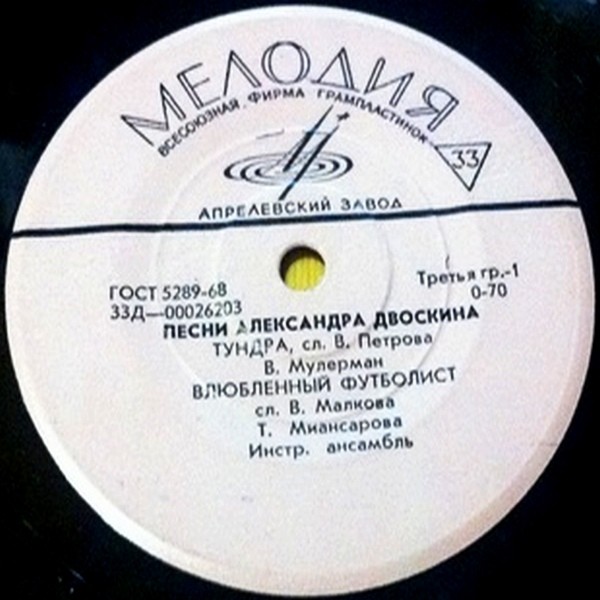 МЕЛОДИЯ
ВСЕСОЮЗНАЯ ФИРМА ГРАМПЛАСТИНОК
33
АПРЕЛЕВСКИЙ ЗАВОД
ГОСТ 5289-68
Третья гр.-1
33Д—00026203
0-70
ПЕСНИ АЛЕКСАНДРА ДВОСКИНА
ТУНДРА, сл. В. Петрова
В. Мулерман
ВЛЮБЛЕННЫЙ ФУТБОЛИСТ
сл. В. Малкова
Т. Миансарова
Инстр. ансамбль